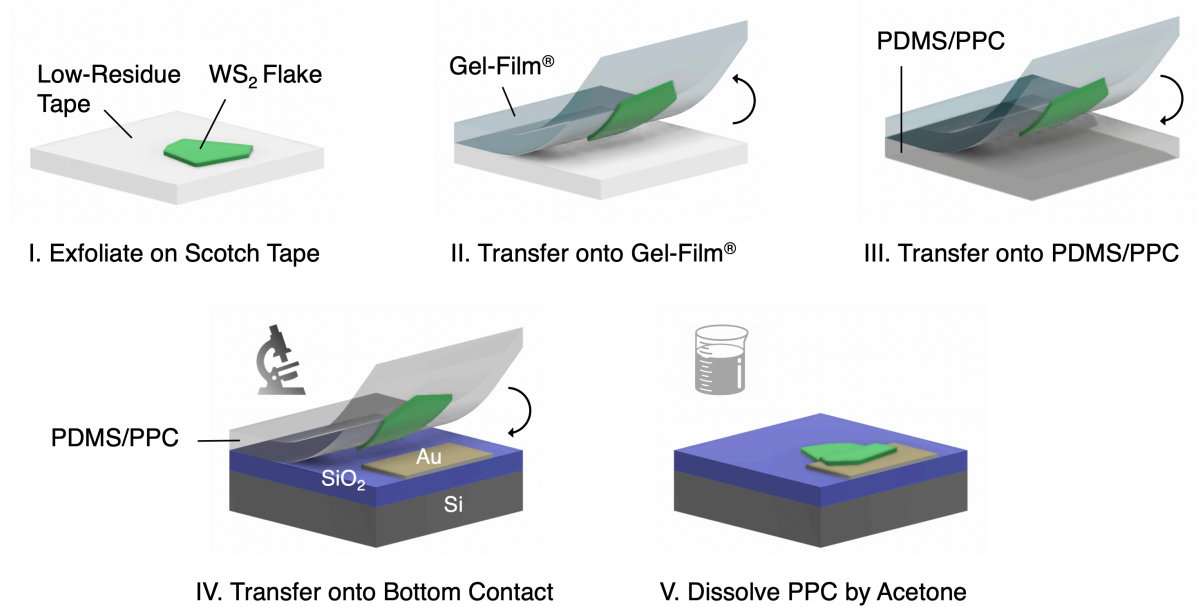 Low-Residue
Tape
WS₂ Flake
I. Exfoliate on Scotch Tape
Gel-Film®
II. Transfer onto Gel-Film®
PDMS/PPC
III. Transfer onto PDMS/PPC
PDMS/PPC
Au
SiO₂
Si
IV. Transfer onto Bottom Contact
V. Dissolve PPC by Acetone